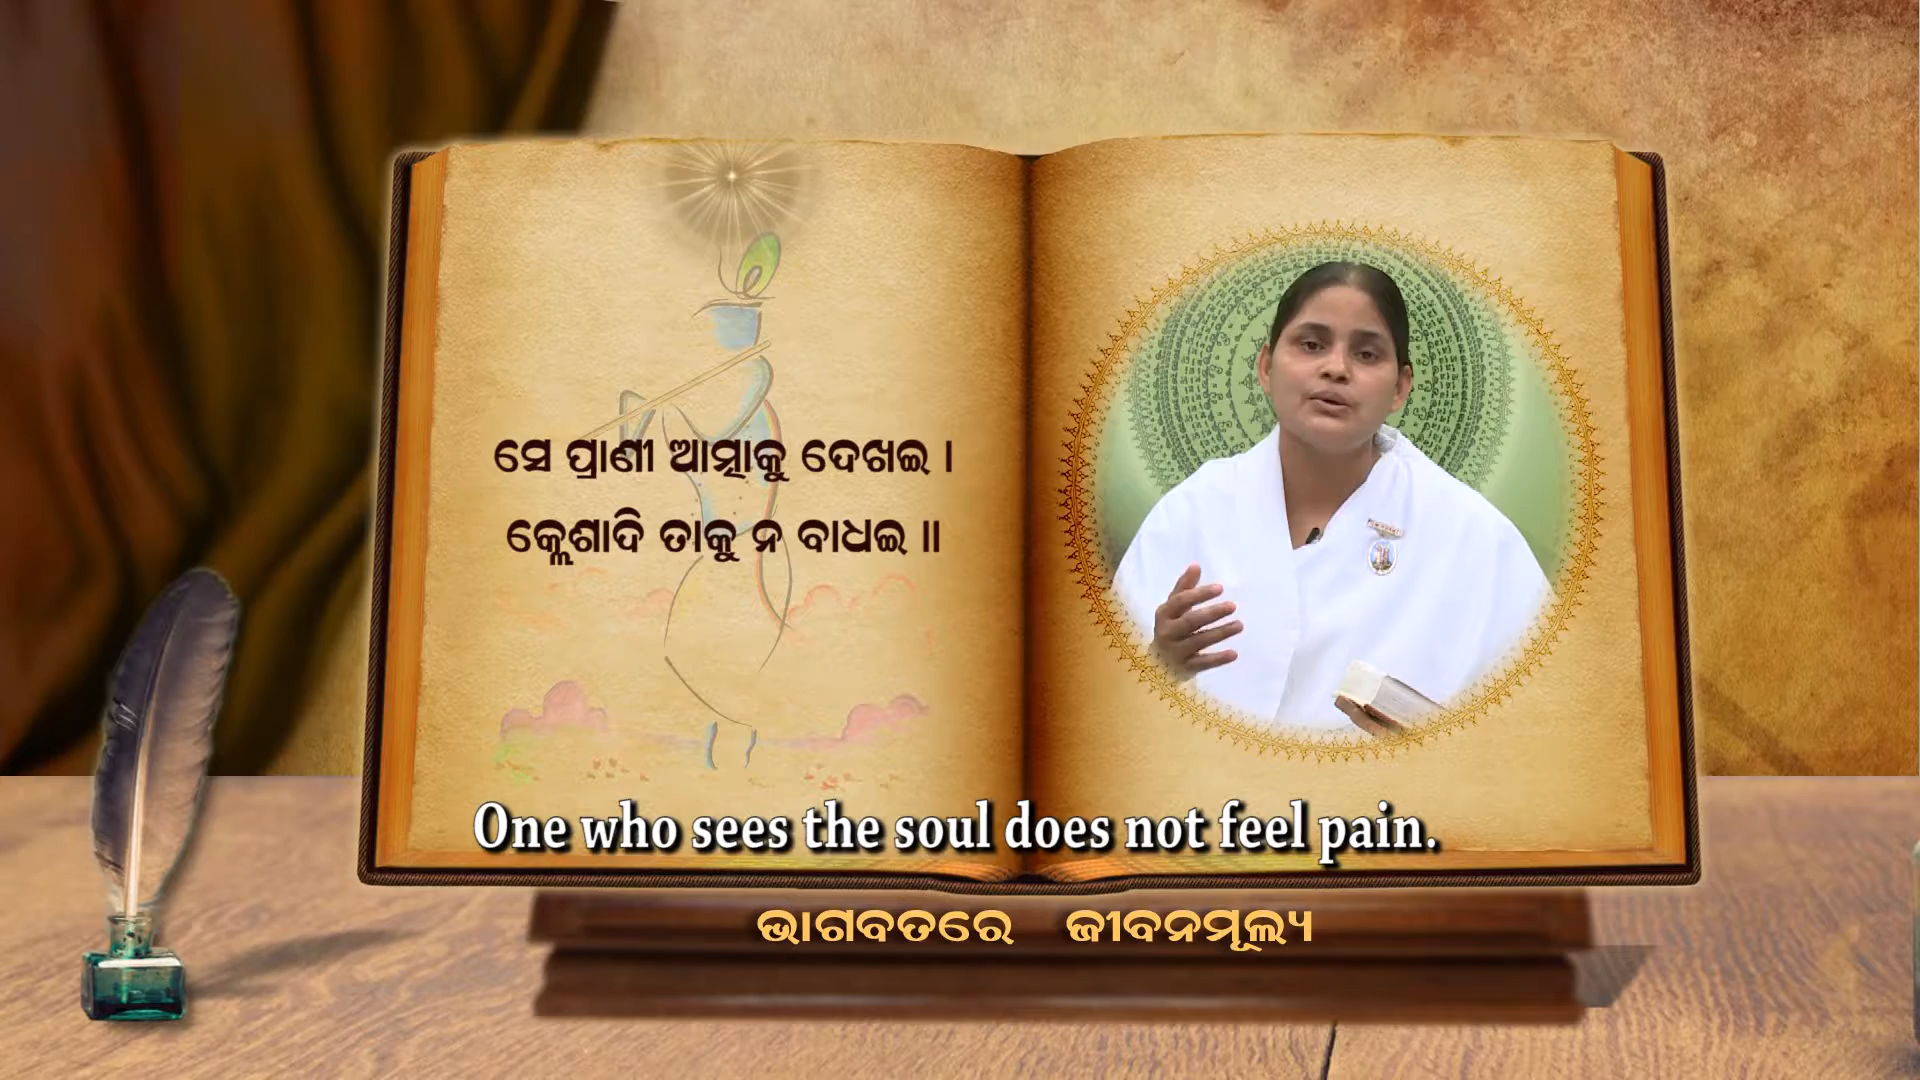 ସେ ପ୍ରାଣୀ ଆତ୍ମାକୁ ଦେଖଇ ।
କ୍ଲେଶାଦି ତାକୁ ନ ବାଧଇ ॥
One who sees the soul does not feel pain.
ଭାଗବତରେ ଜୀବନମୂଲ୍ୟ